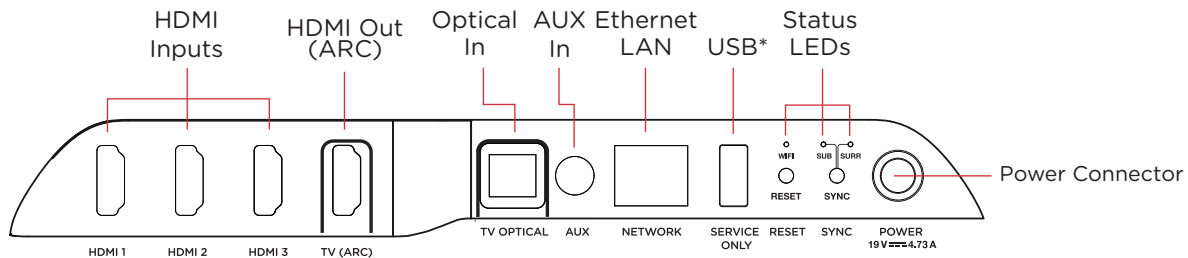 HDMI
Inputs
HDMI Out
(ARC)
Optical
In
AUX
In
Ethernet
LAN
USB*
Status
LEDs
WIFI
SUB
SURR
RESET
SYNC
Power Connector
HDMI 1
HDMI 2
HDMI 3
TV (ARC)
TV OPTICAL
AUX
NETWORK
SERVICE
ONLY
RESET
SYNC
POWER
19 V⎓4.73 A